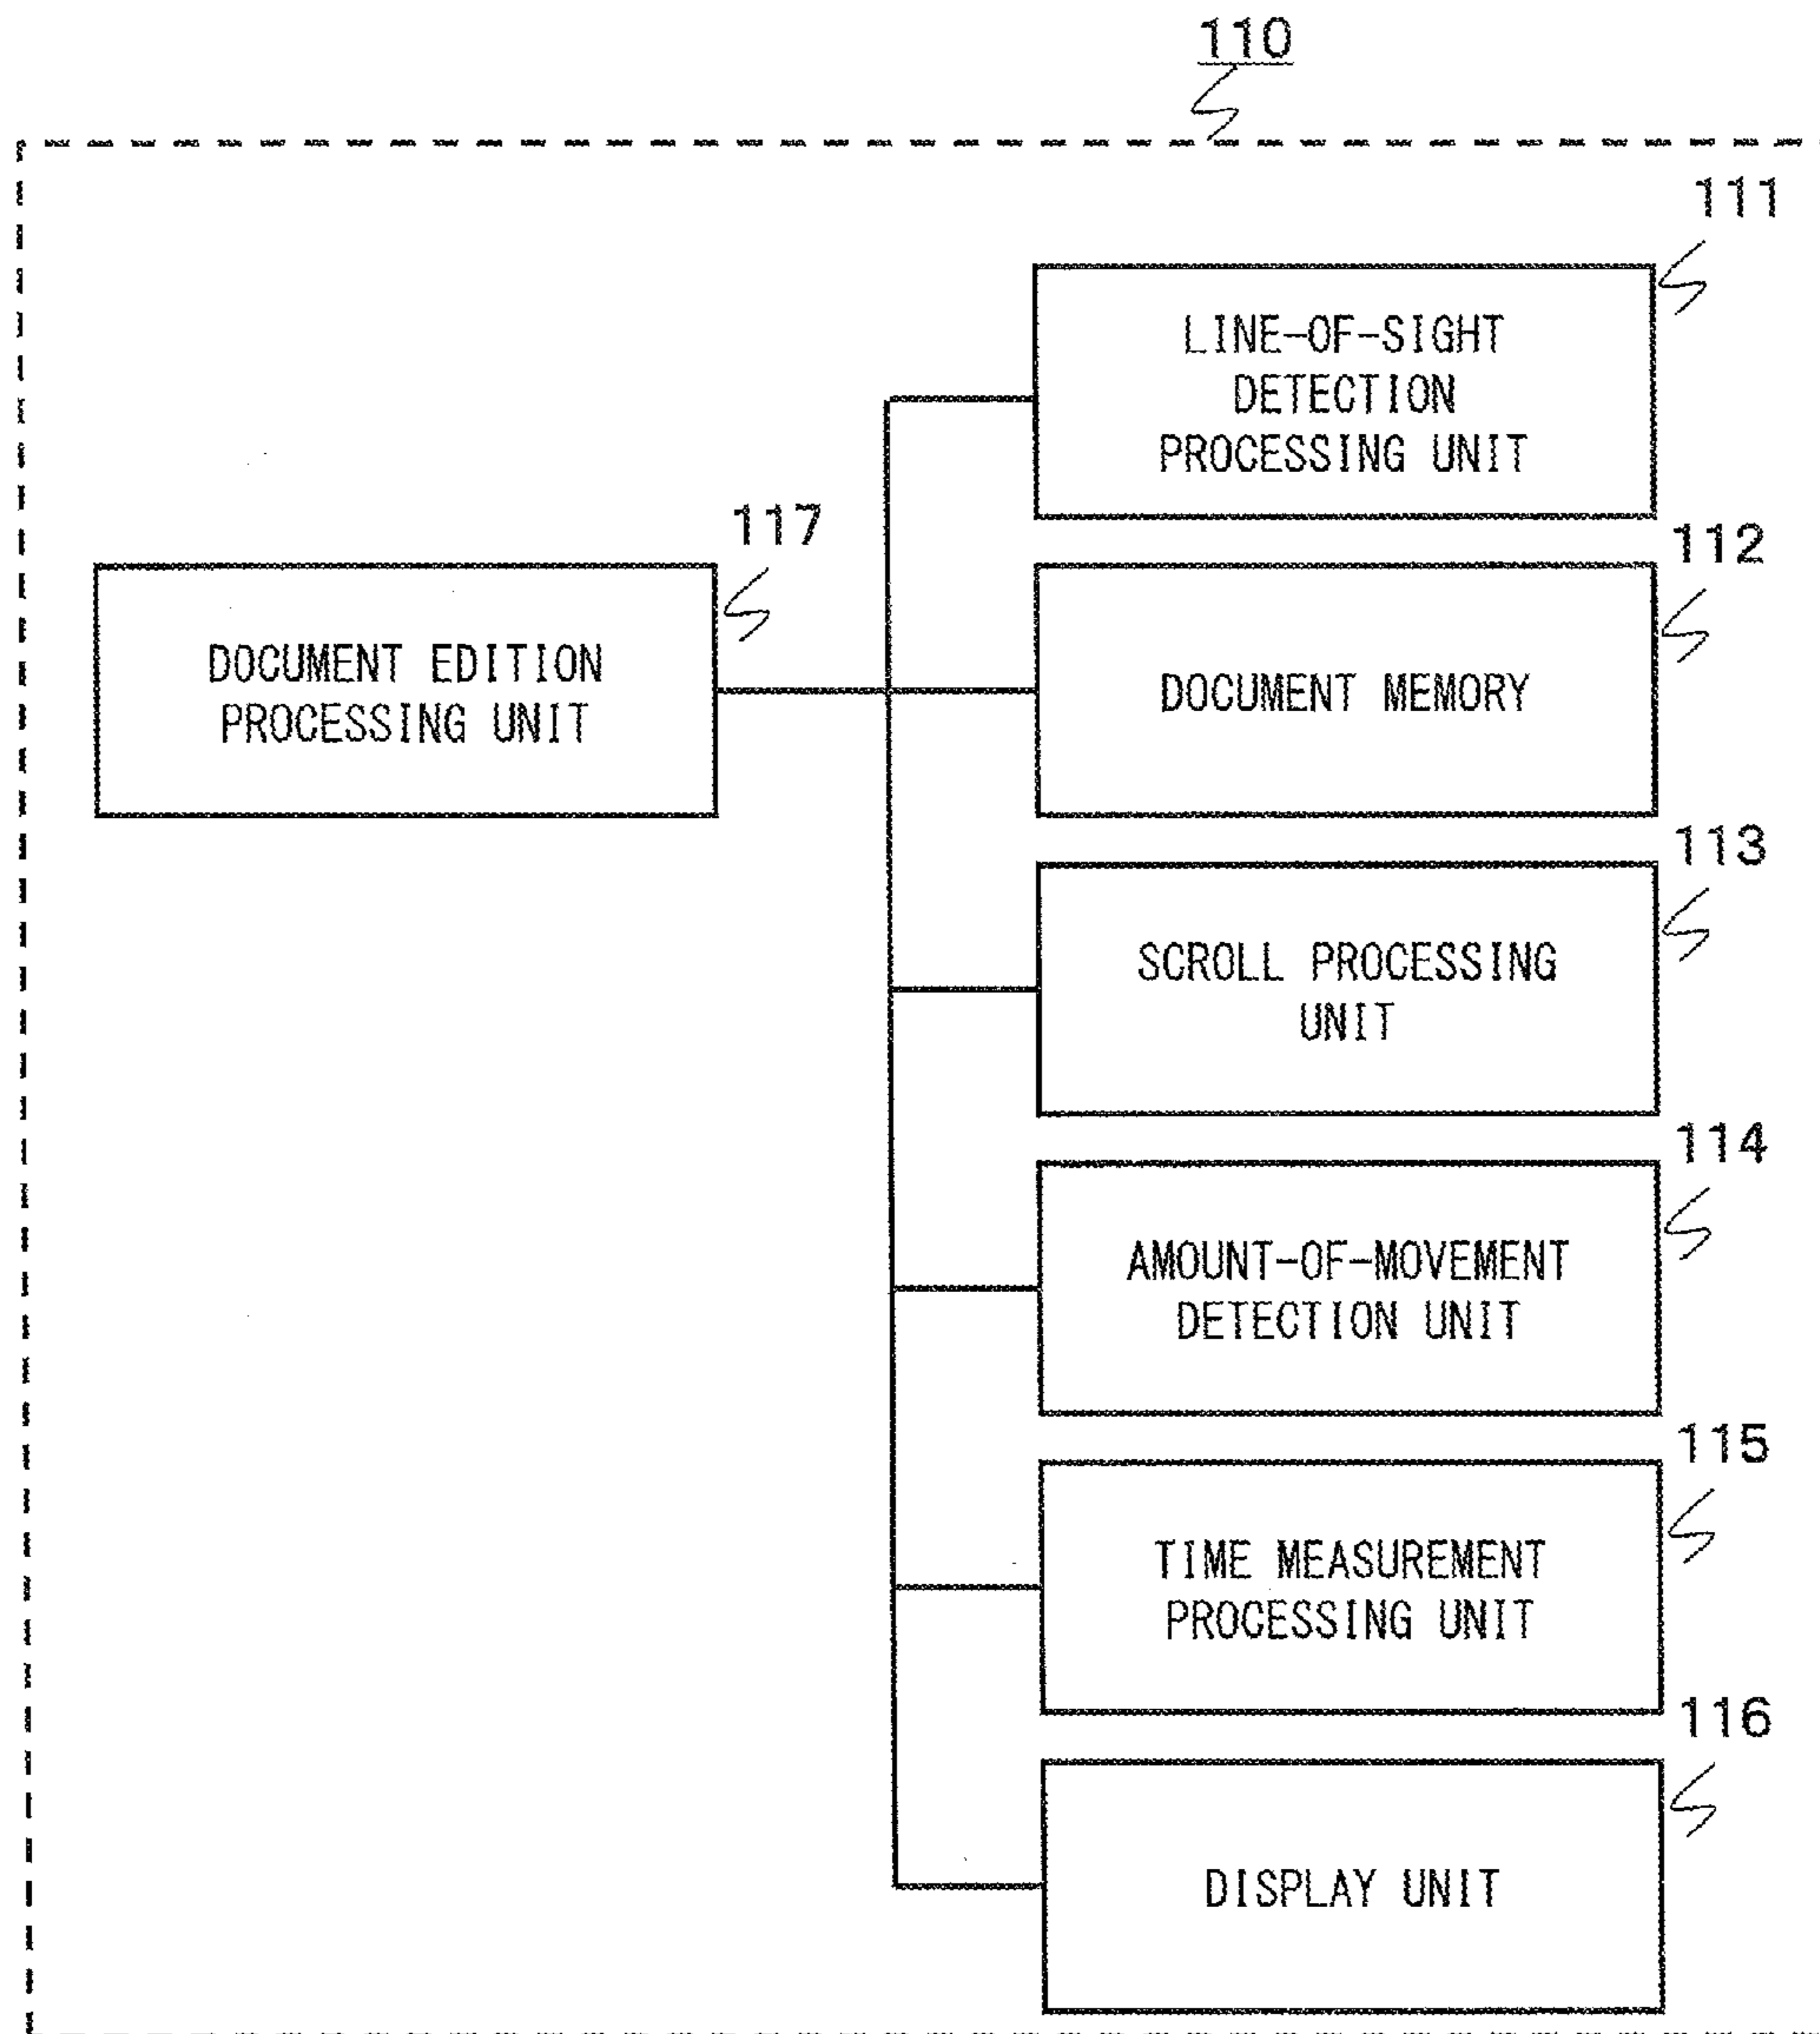 110
111
LINE-OF-SIGHT
DETECTION
PROCESSING UNIT
117
DOCUMENT EDITION
PROCESSING UNIT
112
DOCUMENT MEMORY
113
SCROLL PROCESSING
UNIT
114
AMOUNT-OF-MOVEMENT
DETECTION UNIT
115
TIME MEASUREMENT
PROCESSING UNIT
116
DISPLAY UNIT